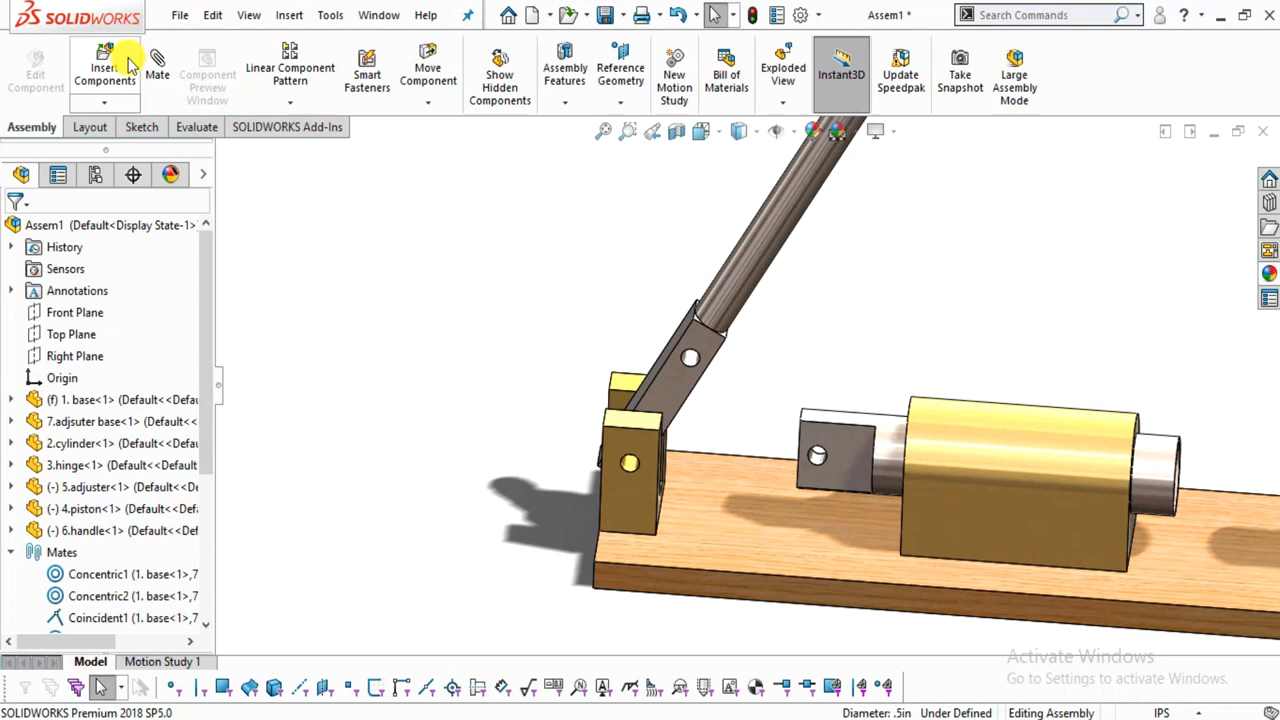 SOLIDWORKS
File Edit View Insert Tools Window Help
Assem1 *
Search Commands
Edit Component
Insert Components
Mate
Component Preview Window
Linear Component Pattern
Smart Fasteners
Move Component
Show Hidden Components
Assembly Features
Reference Geometry
New Motion Study
Bill of Materials
Exploded View
Instant3D
Update Speedpak
Take Snapshot
Large Assembly Mode
Assembly Layout Sketch Evaluate SOLIDWORKS Add-Ins
Assem1 (Default<Display State-1>
History
Sensors
Annotations
Front Plane
Top Plane
Right Plane
Origin
(f) 1. base<1> (Default<<Defau
7.adjsuter base<1> (Default<
2.cylinder<1> (Default<<Defa
3.hinge<1> (Default<<Defaul
(-) 5.adjuster<1> (Default<<D
(-) 4.piston<1> (Default<<De
(-) 6.handle<1> (Default<<De
Mates
Concentric1 (1. base<1>,7
Concentric2 (1. base<1>,7
Coincident1 (1. base<1>,7
Model Motion Study 1
Activate Windows
Go to Settings to activate Windows.
SOLIDWORKS Premium 2018 SP5.0
Diameter: .5in Under Defined Editing Assembly IPS